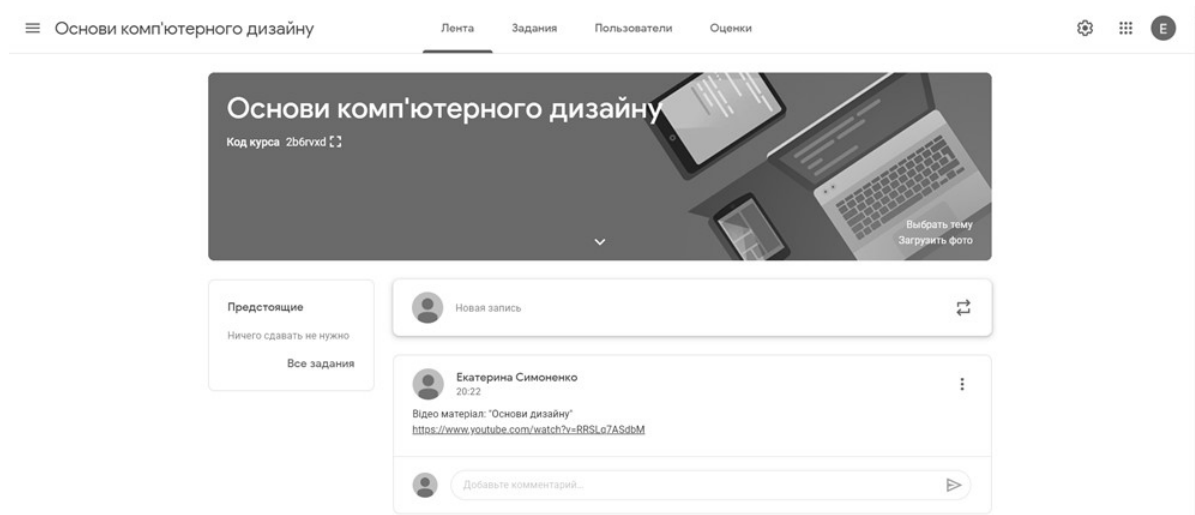 Основи комп'ютерного дизайну
Лента Задания Пользователи Оценки
E
Основи комп'ютерного дизайну
Код курса 2b6rvxd
Выбрать тему
Загрузить фото
Предстоящие
Ничего сдавать не нужно
Все задания
Новая запись
Екатерина Симоненко
20:22
Відео матеріал: "Основи дизайну"
https://www.youtube.com/watch?v=RRSLq7ASdbM
Добавьте комментарий...